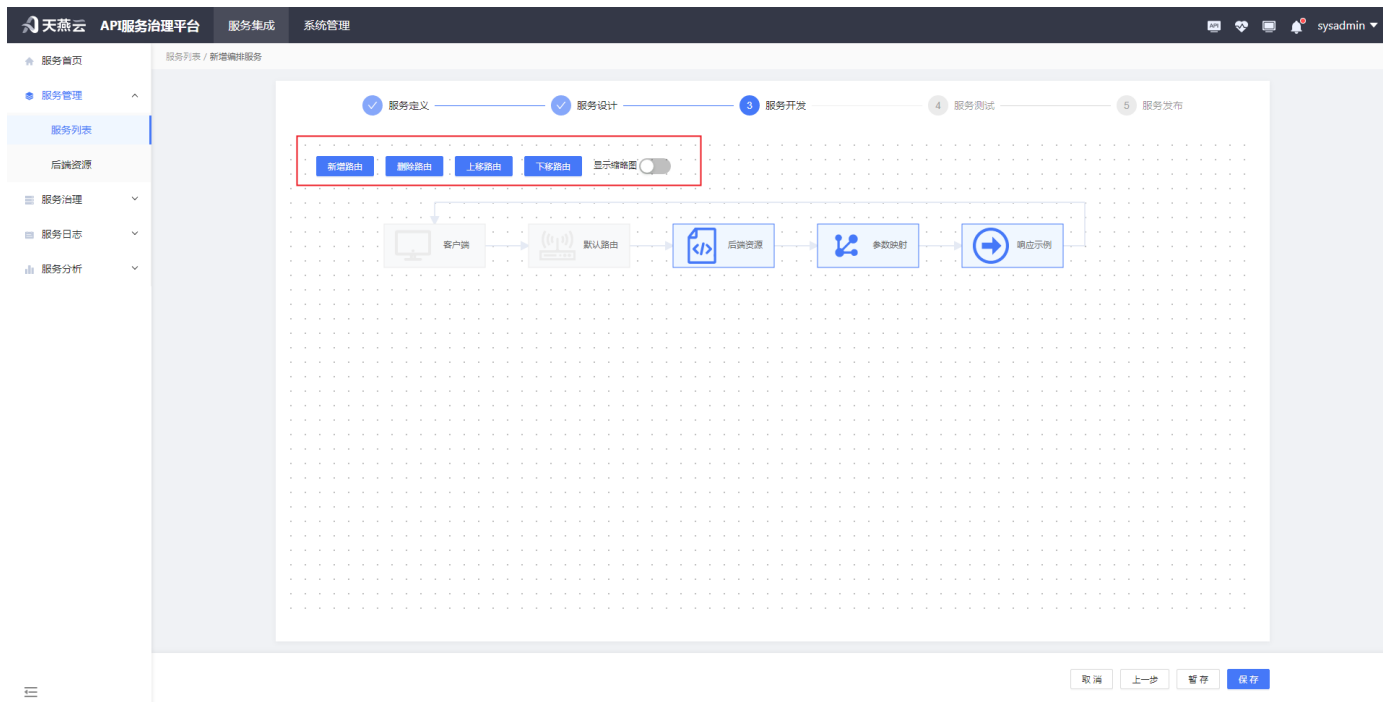 天燕云 API服务治理平台 服务集成 系统管理 API sysadmin
服务首页
服务列表 / 新增编排服务
服务管理
服务列表
后端资源
服务治理
服务日志
服务分析
服务定义 服务设计 3 服务开发 4 服务测试 5 服务发布
新增路由 删除路由 上移路由 下移路由 显示缩略图
客户端 默认路由 后端资源 参数映射 响应示例
取消 上一步 暂存 保存